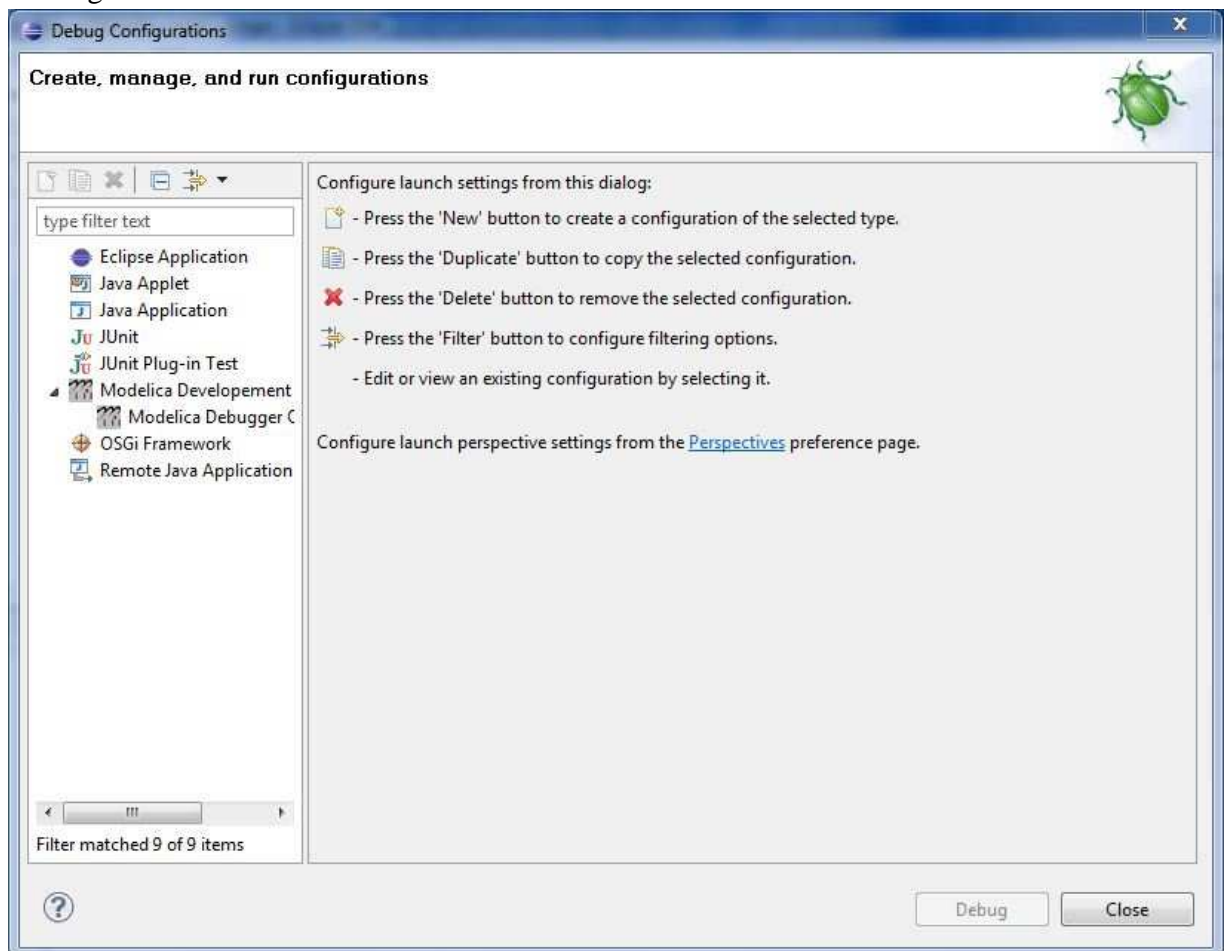 Debug Configurations
X
Create, manage, and run configurations
type filter text
Eclipse Application
Java Applet
Java Application
Ju JUnit
Ju JUnit Plug-in Test
Modelica Developement
Modelica Debugger C
OSGi Framework
Remote Java Application
Filter matched 9 of 9 items
Configure launch settings from this dialog:
- Press the 'New' button to create a configuration of the selected type.
- Press the 'Duplicate' button to copy the selected configuration.
- Press the 'Delete' button to remove the selected configuration.
- Press the 'Filter' button to configure filtering options.
- Edit or view an existing configuration by selecting it.
Configure launch perspective settings from the Perspectives preference page.
?
Debug
Close